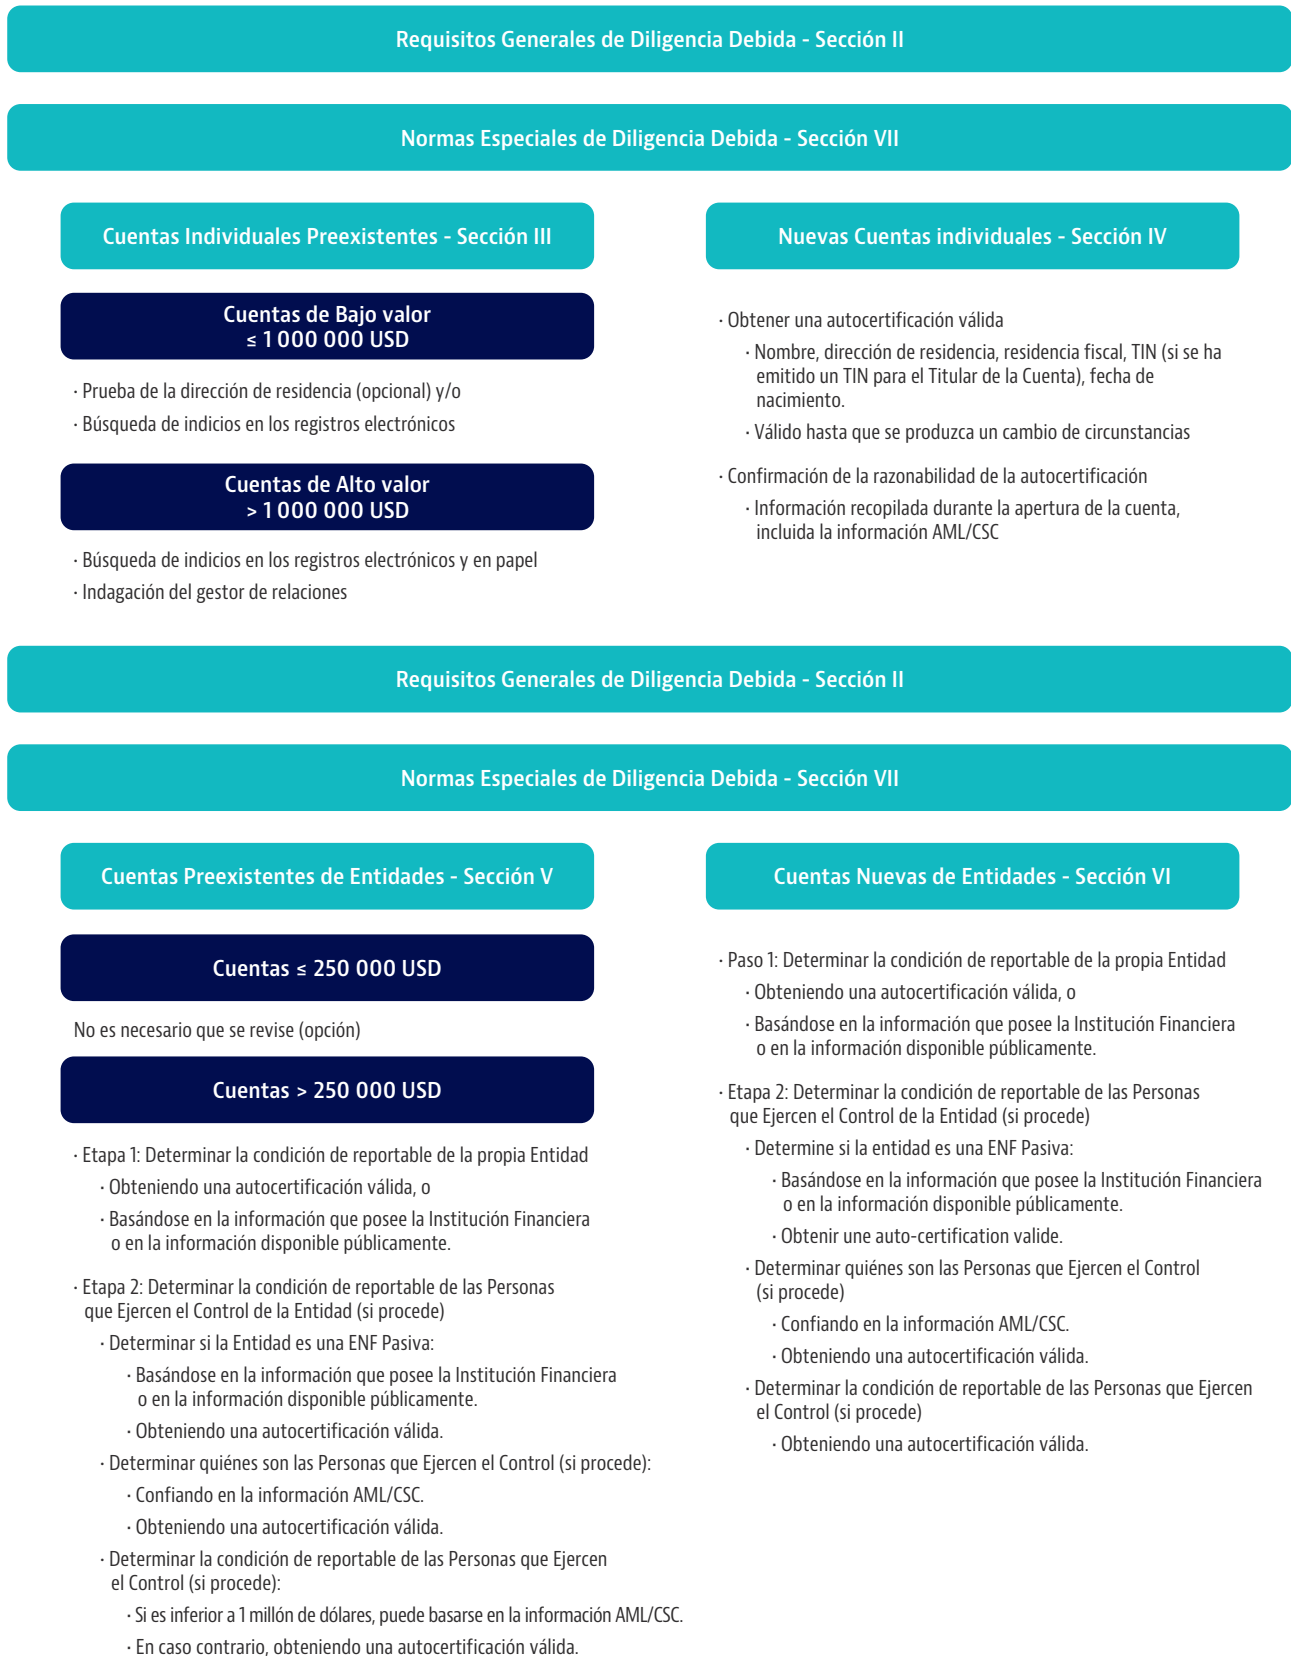 Requisitos Generales de Diligencia Debida - Sección II
Normas Especiales de Diligencia Debida - Sección VII
Cuentas Individuales Preexistentes - Sección III
Cuentas de Bajo valor
≤ 1 000 000 USD
· Prueba de la dirección de residencia (opcional) y/o
· Búsqueda de indicios en los registros electrónicos
Cuentas de Alto valor
> 1 000 000 USD
· Búsqueda de indicios en los registros electrónicos y en papel
· Indagación del gestor de relaciones
Nuevas Cuentas individuales - Sección IV
· Obtener una autocertificación válida
· Nombre, dirección de residencia, residencia fiscal, TIN (si se ha
emitido un TIN para el Titular de la Cuenta), fecha de
nacimiento.
· Válido hasta que se produzca un cambio de circunstancias
· Confirmación de la razonabilidad de la autocertificación
· Información recopilada durante la apertura de la cuenta,
incluida la información AML/CSC
Requisitos Generales de Diligencia Debida - Sección II
Normas Especiales de Diligencia Debida - Sección VII
Cuentas Preexistentes de Entidades - Sección V
Cuentas ≤ 250 000 USD
No es necesario que se revise (opción)
Cuentas > 250 000 USD
· Etapa 1: Determinar la condición de reportable de la propia Entidad
· Obteniendo una autocertificación válida, o
· Basándose en la información que posee la Institución Financiera
o en la información disponible públicamente.
· Etapa 2: Determinar la condición de reportable de las Personas
que Ejercen el Control de la Entidad (si procede)
· Determinar si la Entidad es una ENF Pasiva:
· Basándose en la información que posee la Institución Financiera
o en la información disponible públicamente.
· Obteniendo una autocertificación válida.
· Determinar quiénes son las Personas que Ejercen el Control (si procede):
· Confiando en la información AML/CSC.
· Obteniendo una autocertificación válida.
· Determinar la condición de reportable de las Personas que Ejercen
el Control (si procede):
· Si es inferior a 1 millón de dólares, puede basarse en la información AML/CSC.
· En caso contrario, obteniendo una autocertificación válida.
Cuentas Nuevas de Entidades - Sección VI
· Paso 1: Determinar la condición de reportable de la propia Entidad
· Obteniendo una autocertificación válida, o
· Basándose en la información que posee la Institución Financiera
o en la información disponible públicamente.
· Etapa 2: Determinar la condición de reportable de las Personas
que Ejercen el Control de la Entidad (si procede)
· Determine si la entidad es una ENF Pasiva:
· Basándose en la información que posee la Institución Financiera
o en la información disponible públicamente.
· Obtenir une auto-certification valide.
· Determinar quiénes son las Personas que Ejercen el Control
(si procede)
· Confiando en la información AML/CSC.
· Obteniendo una autocertificación válida.
· Determinar la condición de reportable de las Personas que Ejercen
el Control (si procede)
· Obteniendo una autocertificación válida.